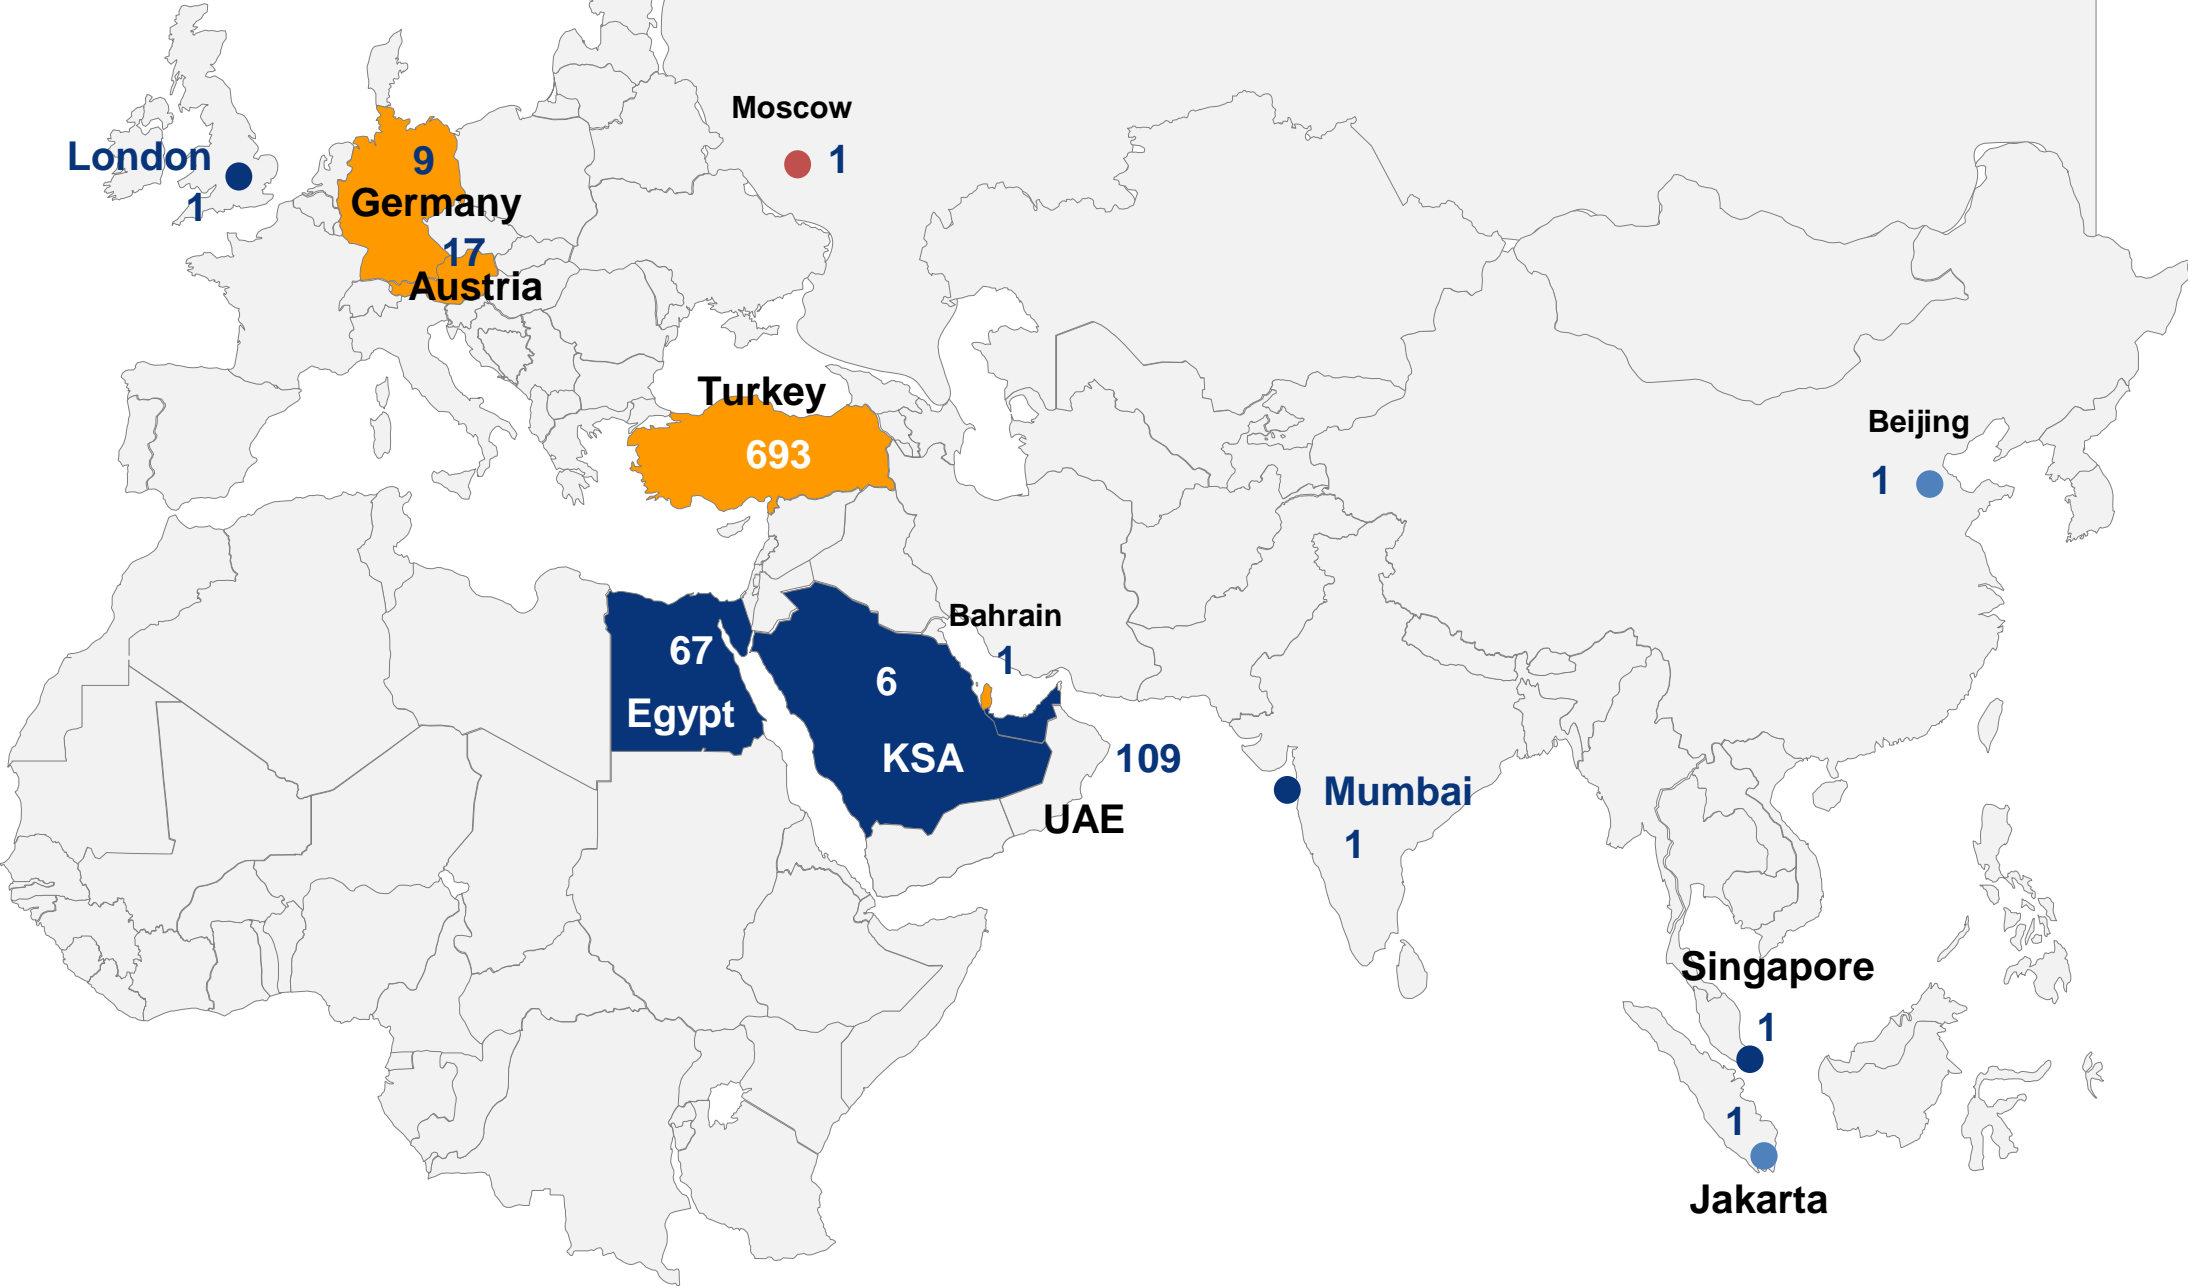 Moscow
1
London
1
9
Germany
17
Austria
Turkey
693
Beijing
1
Bahrain
1
67
Egypt
6
KSA
109
UAE
Mumbai
1
Singapore
1
1
Jakarta